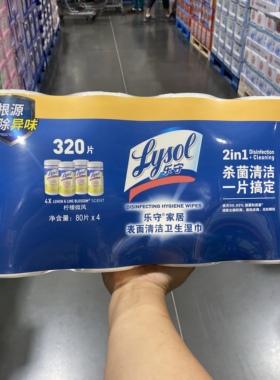 根源
除异味
320片
4X LEMON & LIME BLOSSOM® SCENT
柠檬微风
净含量: 80片 x 4
Lysol
乐守
DISINFECTING HYGIENE WIPES
乐守®家居
表面清洁卫生湿巾
2in1 Disinfection + Cleaning
杀菌清洁
一片搞定